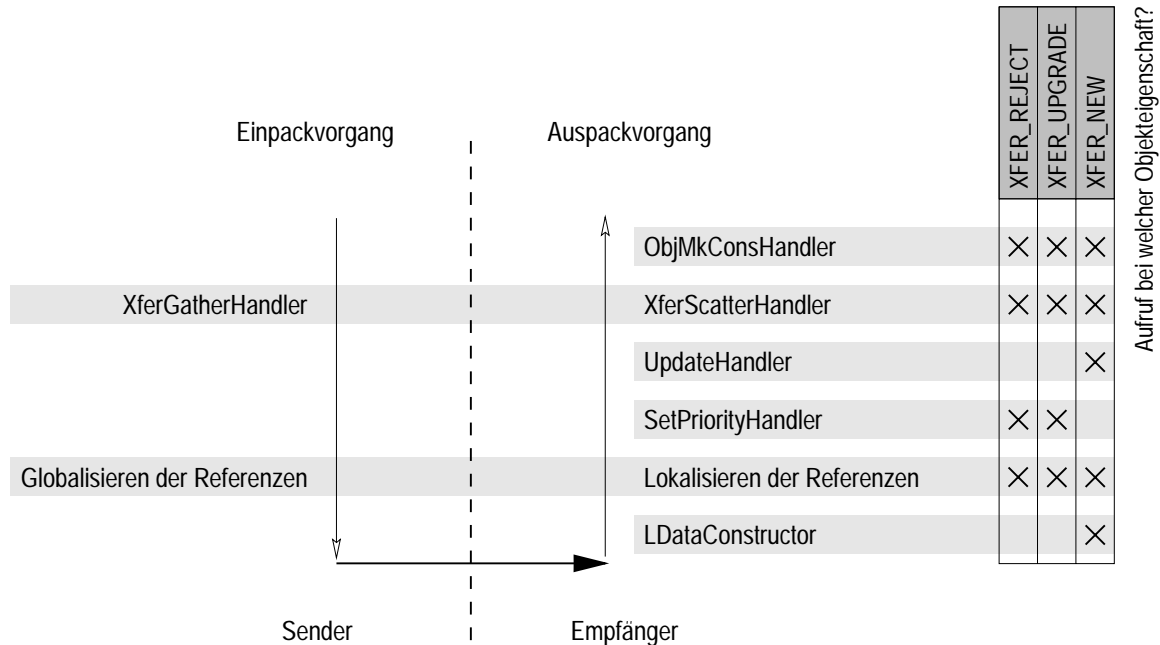 Einpackvorgang
Auspackvorgang
XFER_REJECT
XFER_UPGRADE
XFER_NEW
Aufruf bei welcher Objekteigenschaft?
ObjMkConsHandler
XferGatherHandler
XferScatterHandler
UpdateHandler
SetPriorityHandler
Globalisieren der Referenzen
Lokalisieren der Referenzen
LDataConstructor
Sender
Empfänger